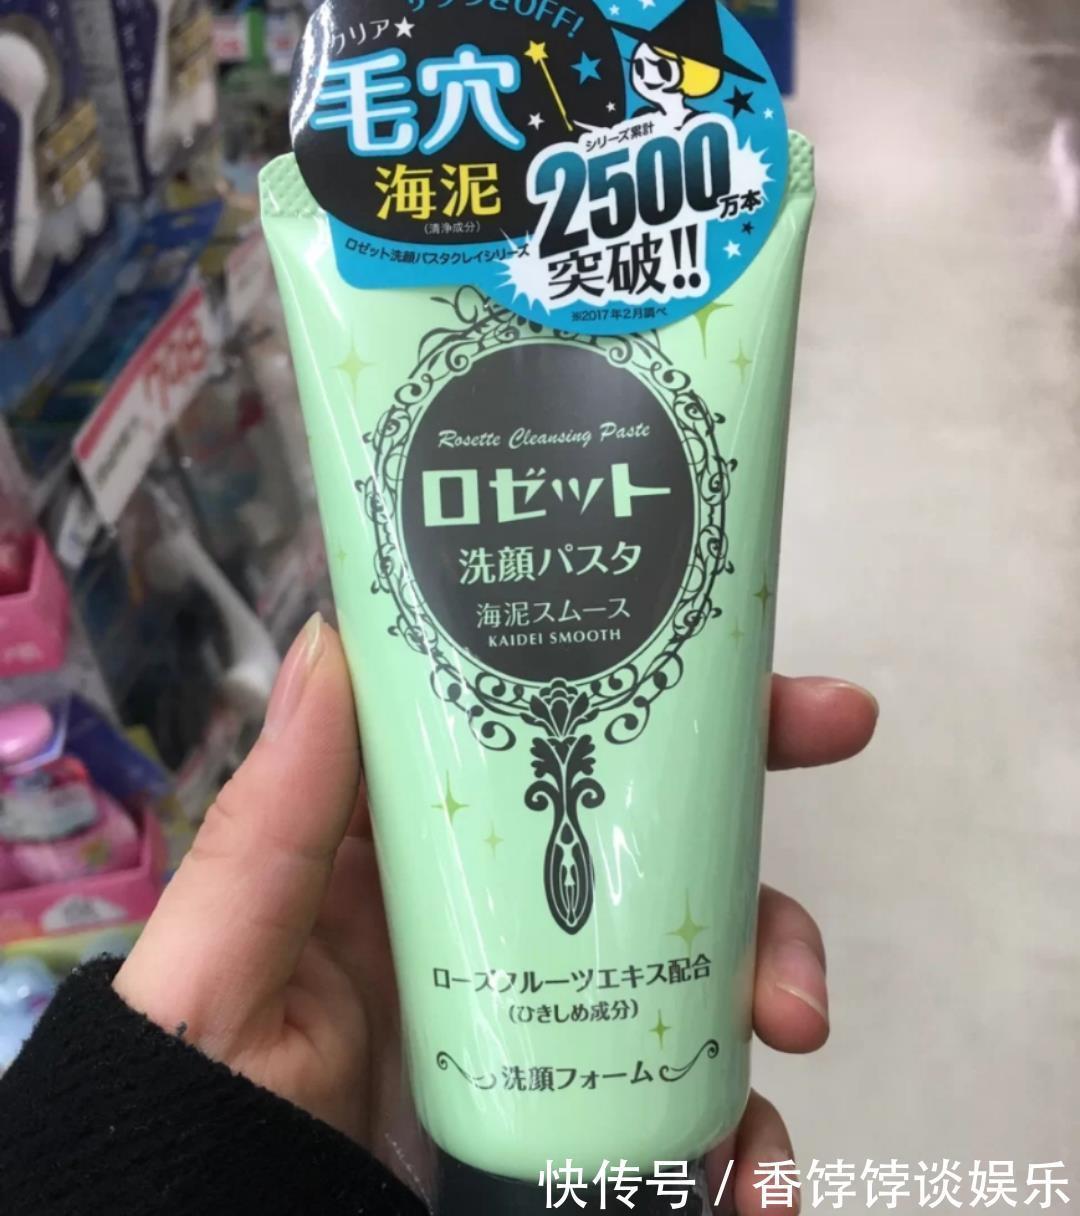 OFF!
クリア★
毛穴
海泥
(清浄成分)
ロゼット洗顔パスタクレイシリーズ
シリーズ累計
2500万本
突破!!
※2017年2月調べ
Rosette Cleansing Paste
ロゼット
洗顔パスタ
海泥スムース
KAIDEI SMOOTH
ローズフルーツエキス配合
(ひきしめ成分)
洗顔フォーム
快传号 / 香饽饽谈娱乐